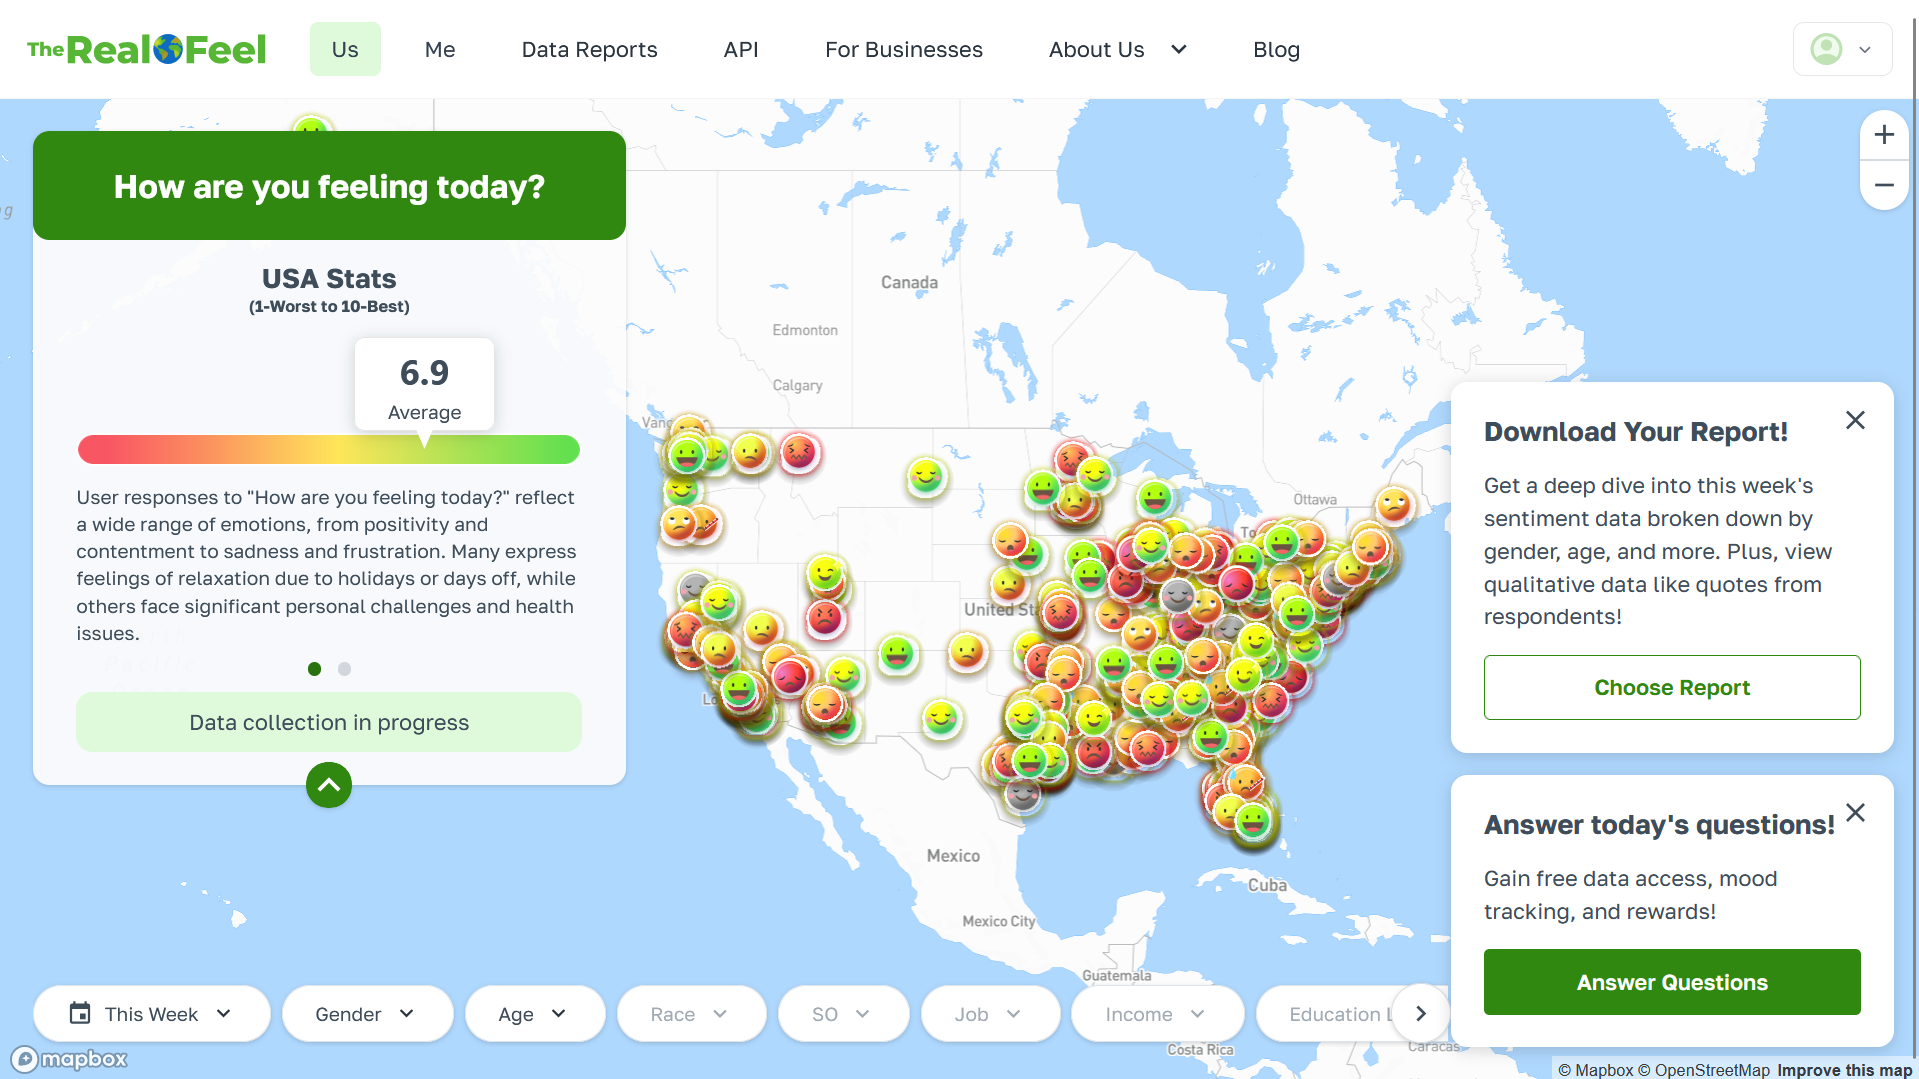 TheRealFeel
Us
Me
Data Reports
API
For Businesses
About Us
Blog
How are you feeling today?
USA Stats
(1-Worst to 10-Best)
6.9
Average
User responses to "How are you feeling today?" reflect
a wide range of emotions, from positivity and
contentment to sadness and frustration. Many express
feelings of relaxation due to holidays or days off, while
others face significant personal challenges and health
issues.
Data collection in progress
Canada
Edmonton
Calgary
Ottawa
Mexico
Mexico City
Cuba
Guatemala
Costa Rica
Caracas
United
Download Your Report!
Get a deep dive into this week's
sentiment data broken down by
gender, age, and more. Plus, view
qualitative data like quotes from
respondents!
Choose Report
Answer today's questions!
Gain free data access, mood
tracking, and rewards!
Answer Questions
This Week
Gender
Age
Race
SO
Job
Income
Education
mapbox
© Mapbox © OpenStreetMap Improve this map